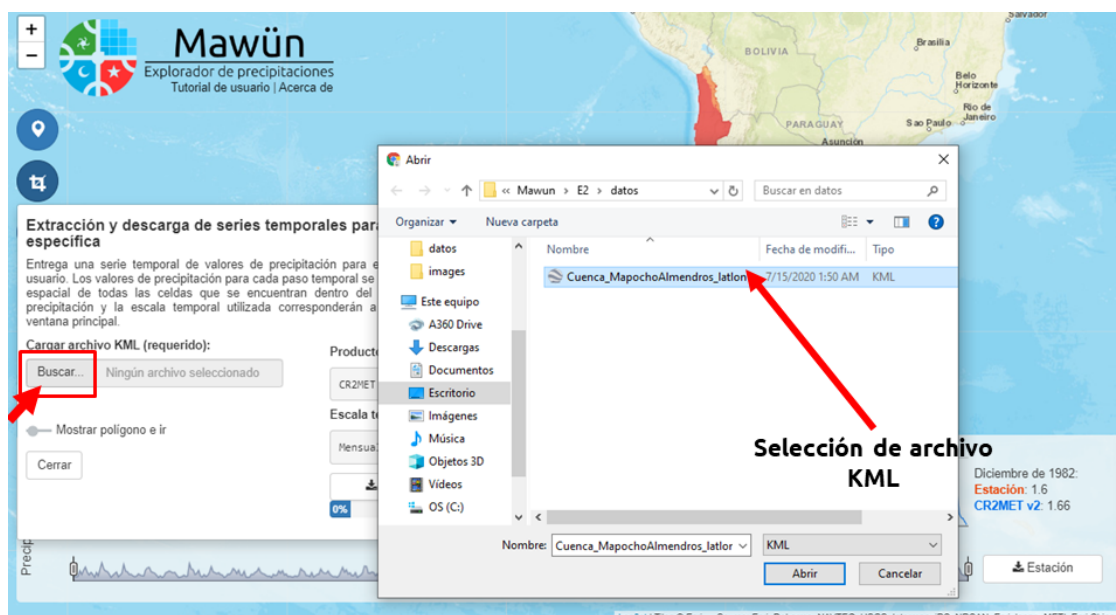 +
−
Mawün
Explorador de precipitaciones
Tutorial de usuario | Acerca de
Salvador
BOLIVIA
Brasilia
Belo
Horizonte
Rio de
Janeiro
PARAGUAY
Sao Paulo
Asunción
Extracción y descarga de series temporales para
específica
Entrega una serie temporal de valores de precipitación para e
usuario. Los valores de precipitación para cada paso temporal se
espacial de todas las celdas que se encuentran dentro del
precipitación y la escala temporal utilizada corresponderán a
ventana principal.
Cargar archivo KML (requerido):
Buscar...
Ningún archivo seleccionado
Mostrar polígono e ir
Cerrar
Producto
CR2MET
Escala te
Mensual
0%
Abrir
« Mawun > E2 > datos
Buscar en datos
Organizar
Nueva carpeta
datos
images
Este equipo
A360 Drive
Descargas
Documentos
Escritorio
Imágenes
Música
Objetos 3D
Vídeos
OS (C:)
Nombre
Fecha de modifi...
Tipo
Cuenca_MapochoAlmendros_latlon
7/15/2020 1:50 AM
KML
Nombre:
Cuenca_MapochoAlmendros_latlor
KML
Abrir
Cancelar
Selección de archivo
KML
Diciembre de 1982:
Estación: 1.6
CR2MET v2: 1.66
Precip
Estación